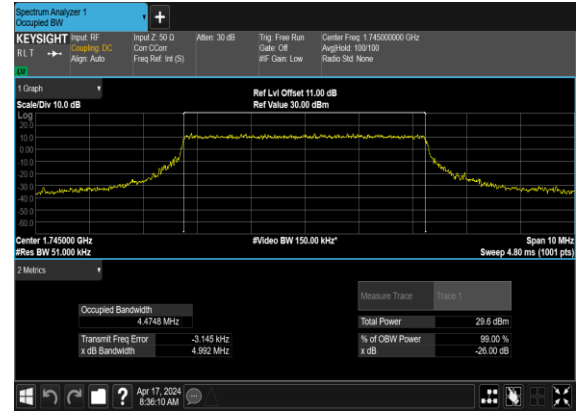 Spectrum Analyzer 1
Occupied BW
KEYSIGHT
RLT
LV
Input: RF
Coupling: DC
Align: Auto
Input Z: 50 Ω
Corr CCorr
Freq Ref: Int (S)
Atten: 30 dB
Trig: Free Run
Gate: Off
#IF Gain: Low
Center Freq: 1.745000000 GHz
Avg|Hold: 100/100
Radio Std: None
1 Graph
Scale/Div 10.0 dB
Ref Lvl Offset 11.00 dB
Ref Value 30.00 dBm
Log
20.0
10.0
0.00
-10.0
-20.0
-30.0
-40.0
-50.0
-60.0
Center 1.745000 GHz
#Res BW 51.000 kHz
#Video BW 150.00 kHz*
Span 10 MHz
Sweep 4.80 ms (1001 pts)
2 Metrics
Measure Trace Trace 1
Occupied Bandwidth
4.4748 MHz
Total Power 29.6 dBm
Transmit Freq Error -3.145 kHz
% of OBW Power 99.00 %
x dB Bandwidth 4.992 MHz
x dB -26.00 dB
?
Apr 17, 2024
8:36:10 AM